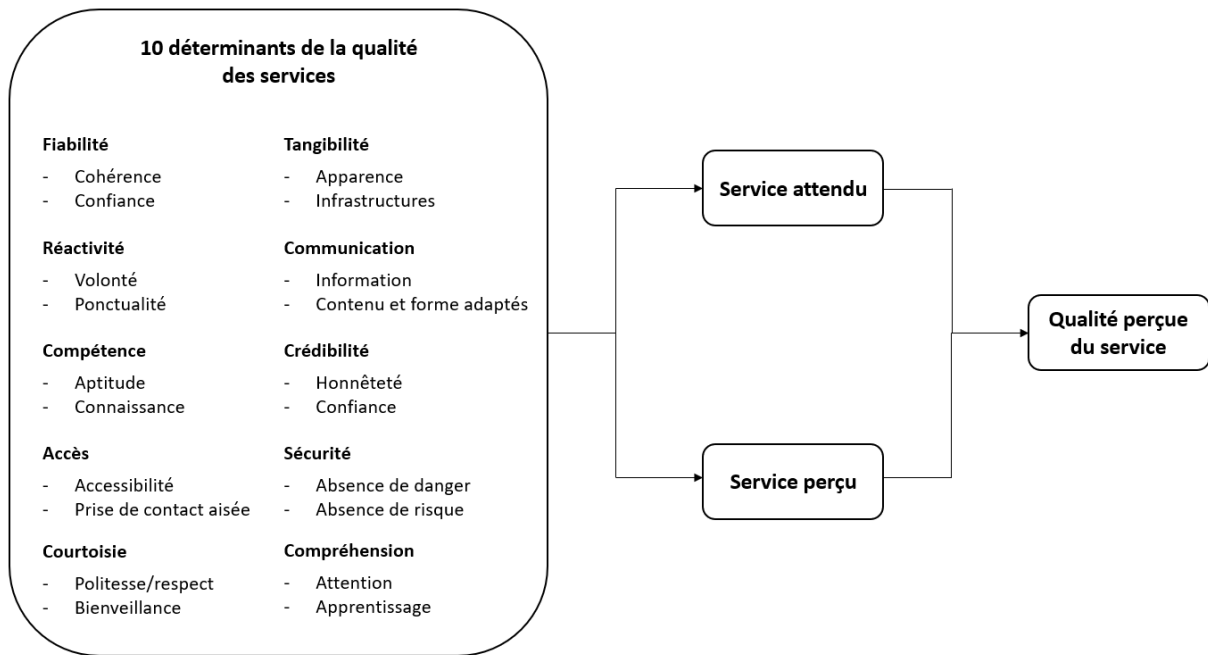 10 déterminants de la qualité
des services
Fiabilité
- Cohérence
- Confiance
Réactivité
- Volonté
- Ponctualité
Compétence
- Aptitude
- Connaissance
Accès
- Accessibilité
- Prise de contact aisée
Courtoisie
- Politesse/respect
- Bienveillance
Tangibilité
- Apparence
- Infrastructures
Communication
- Information
- Contenu et forme adaptés
Crédibilité
- Honnêteté
- Confiance
Sécurité
- Absence de danger
- Absence de risque
Compréhension
- Attention
- Apprentissage
Service attendu
Service perçu
Qualité perçue
du service